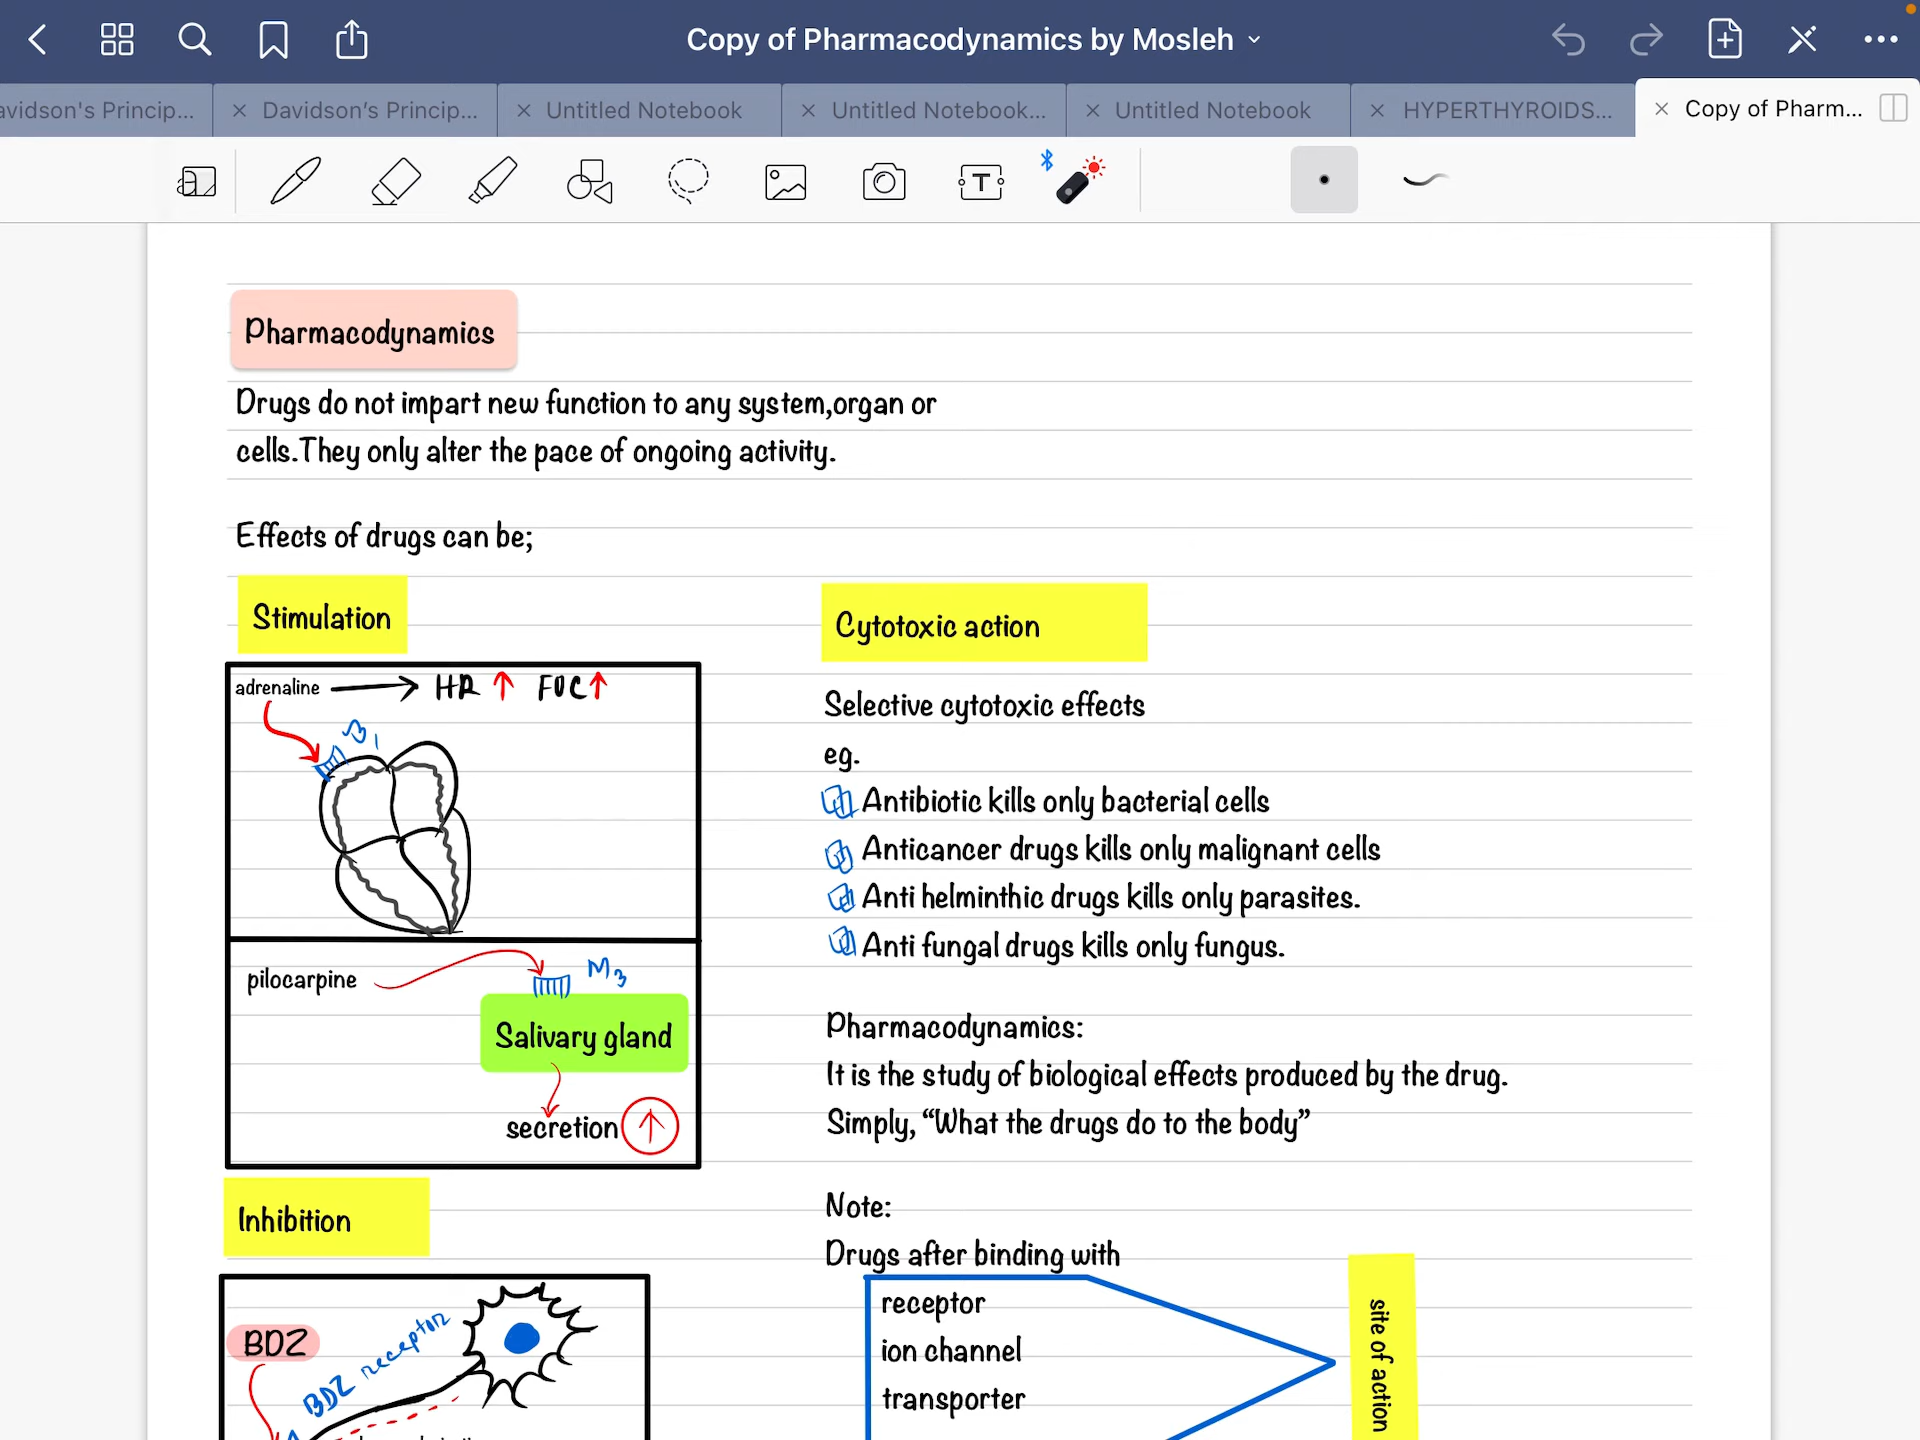 Copy of Pharmacodynamics by Mosleh
avidson's Princip...
Davidson's Princip...
Untitled Notebook
Untitled Notebook...
Untitled Notebook
HYPERTHYROIDS...
Copy of Pharm...
Pharmacodynamics
Drugs do not impart new function to any system,organ or
cells.They only alter the pace of ongoing activity.
Effects of drugs can be;
Stimulation
adrenaline HR ↑ FOC ↑
β1
pilocarpine
M3
Salivary gland
secretion ↑
Inhibition
BDZ
BDZ receptor
Cytotoxic action
Selective cytotoxic effects
eg.
Antibiotic kills only bacterial cells
Anticancer drugs kills only malignant cells
Anti helminthic drugs kills only parasites.
Anti fungal drugs kills only fungus.
Pharmacodynamics:
It is the study of biological effects produced by the drug.
Simply, “What the drugs do to the body”
Note:
Drugs after binding with
receptor
ion channel
transporter
site of action